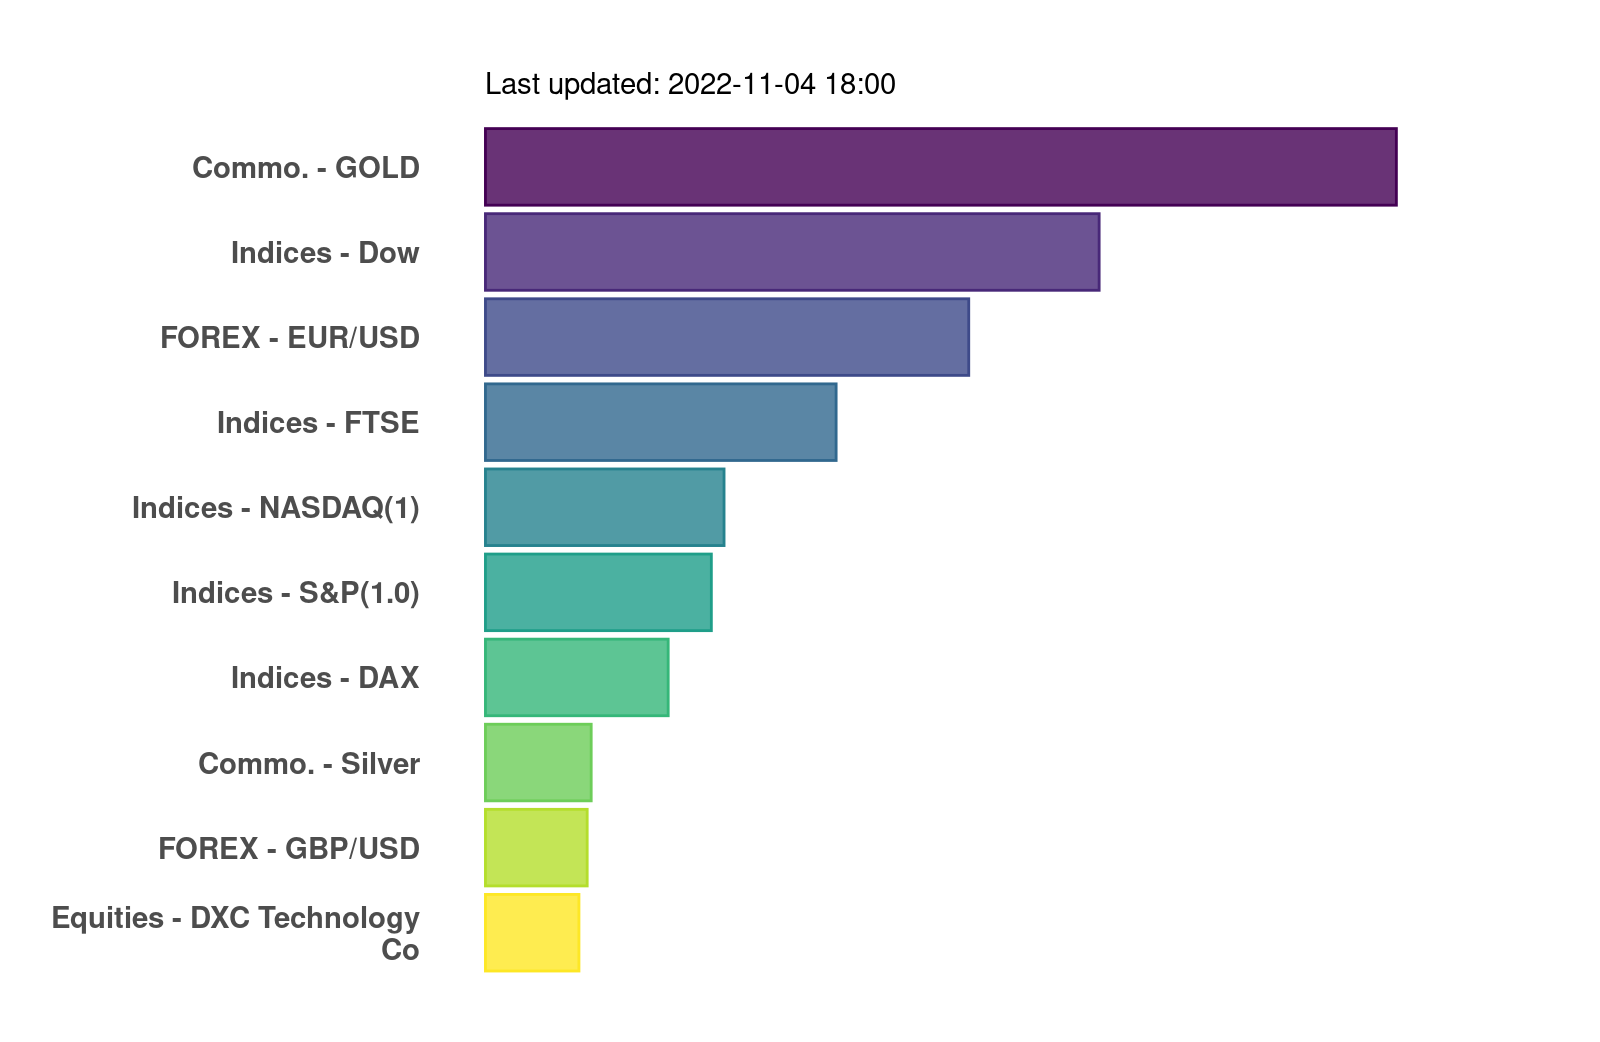 Last updated: 2022-11-04 18:00
Commo. - GOLD
Indices - Dow
FOREX - EUR/USD
Indices - FTSE
Indices - NASDAQ(1)
Indices - S&P(1.0)
Indices - DAX
Commo. - Silver
FOREX - GBP/USD
Equities - DXC Technology
Co